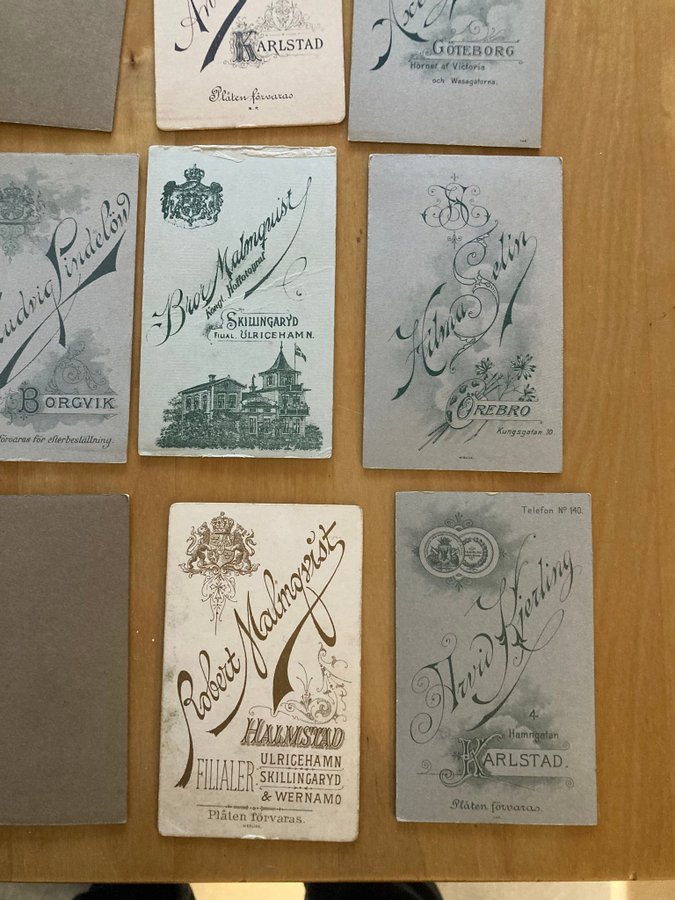 KARLSTAD
Plåten förvaras
GÖTEBORG
Hörnet af Victoria
och Wasagatorna.
Ludvig Lindelöw
BORGVIK
förvaras för efterbeställning.
Bror Malmquist
Kongl. Hoffotograf
SKILLINGARYD
FILIAL. ULRICEHAMN.
Hilma Selin
ÖREBRO
Kungsgatan 10.
Robert Malmqvist
HALMSTAD
FILIALER
ULRICEHAMN
SKILLINGARYD
& WERNAMO
Plåten förvaras.
Telefon No 140.
Arvid Kjerling
4
Hamngatan
KARLSTAD.
Plåten förvaras.